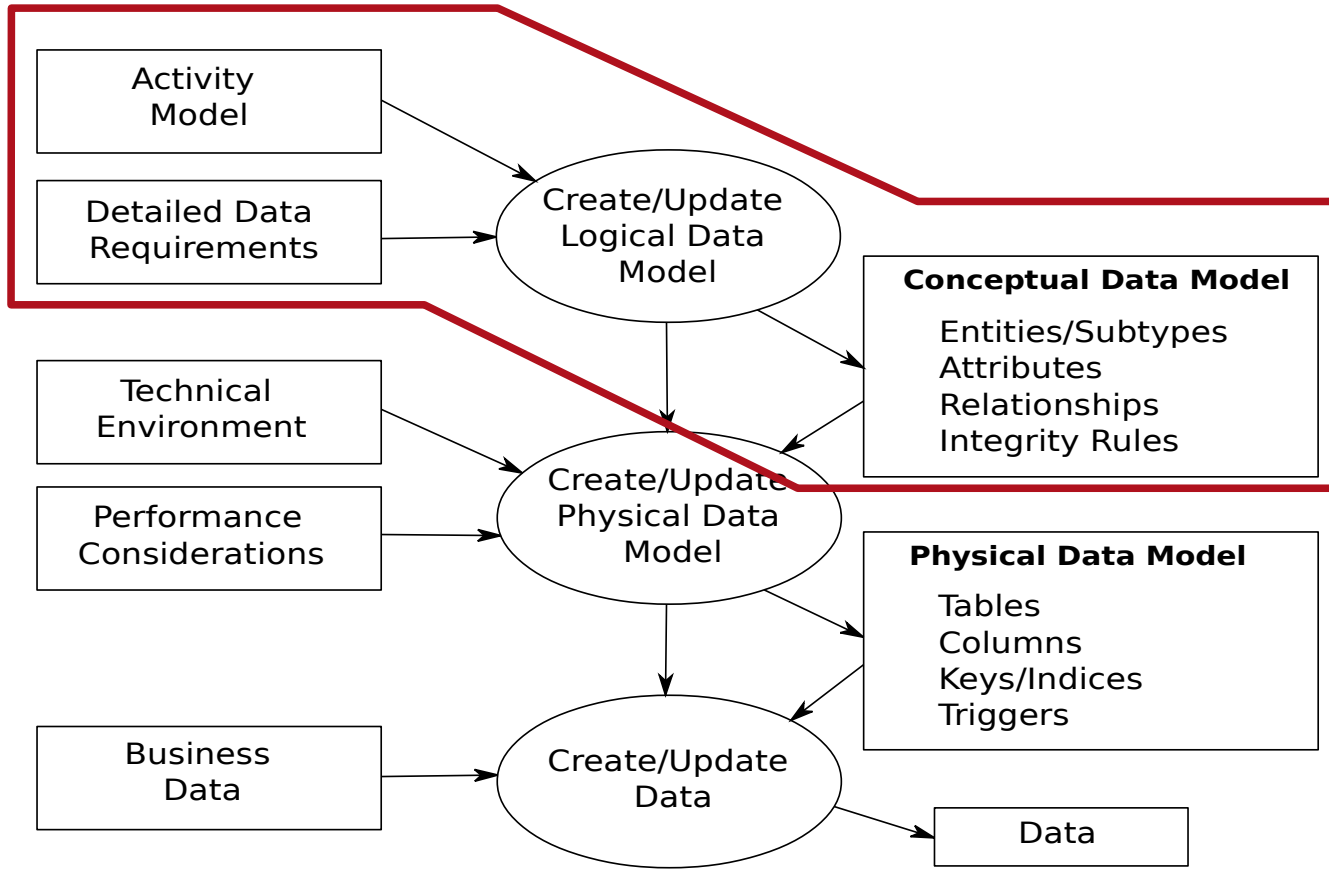 Activity
Model
Detailed Data
Requirements
Create/Update
Logical Data
Model
Conceptual Data Model
Entities/Subtypes
Attributes
Relationships
Integrity Rules
Technical
Environment
Performance
Considerations
Create/Update
Physical Data
Model
Physical Data Model
Tables
Columns
Keys/Indices
Triggers
Business
Data
Create/Update
Data
Data